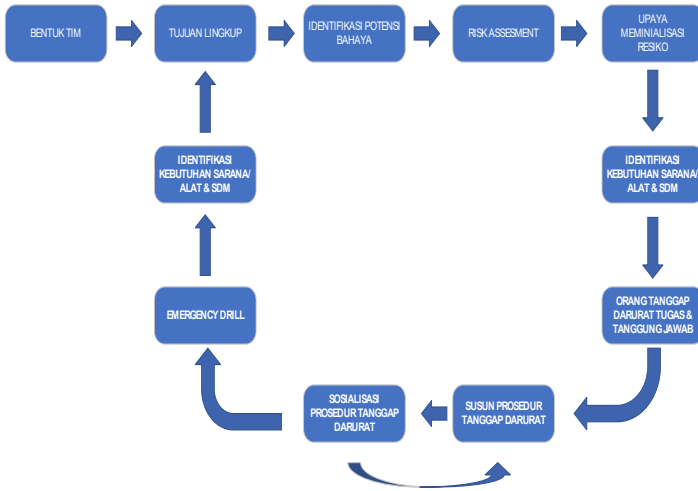 BENTUK TIM
TUJUAN LINGKUP
IDENTIFIKASI POTENSI
BAHAYA
RISK ASSESMENT
UPAYA
MEMINIALISASI
RESIKO
IDENTIFIKASI
KEBUTUHAN SARANA/
ALAT & SDM
IDENTIFIKASI
KEBUTUHAN SARANA/
ALAT & SDM
EMERGENCY DRILL
ORANG TANGGAP
DARURAT TUGAS &
TANGGUNG JAWAB
SOSIALISASI
PROSEDUR TANGGAP
DARURAT
SUSUN PROSEDUR
TANGGAP DARURAT